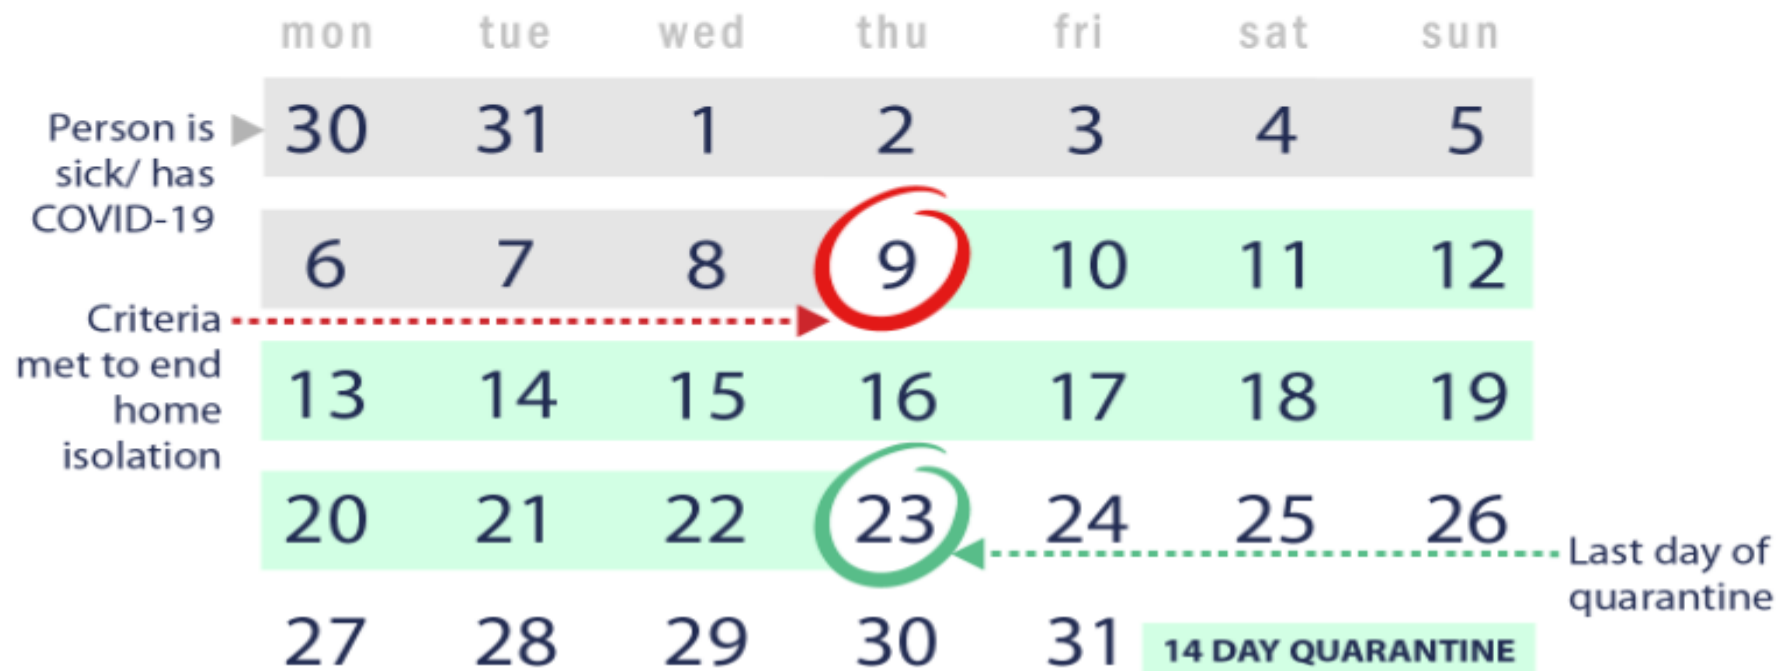 mon tue wed thu fri sat sun
Person is
sick/ has
COVID-19
30 31 1 2 3 4 5
6 7 8 9 10 11 12
Criteria
met to end
home
isolation
13 14 15 16 17 18 19
20 21 22 23 24 25 26
Last day of
quarantine
27 28 29 30 31
14 DAY QUARANTINE